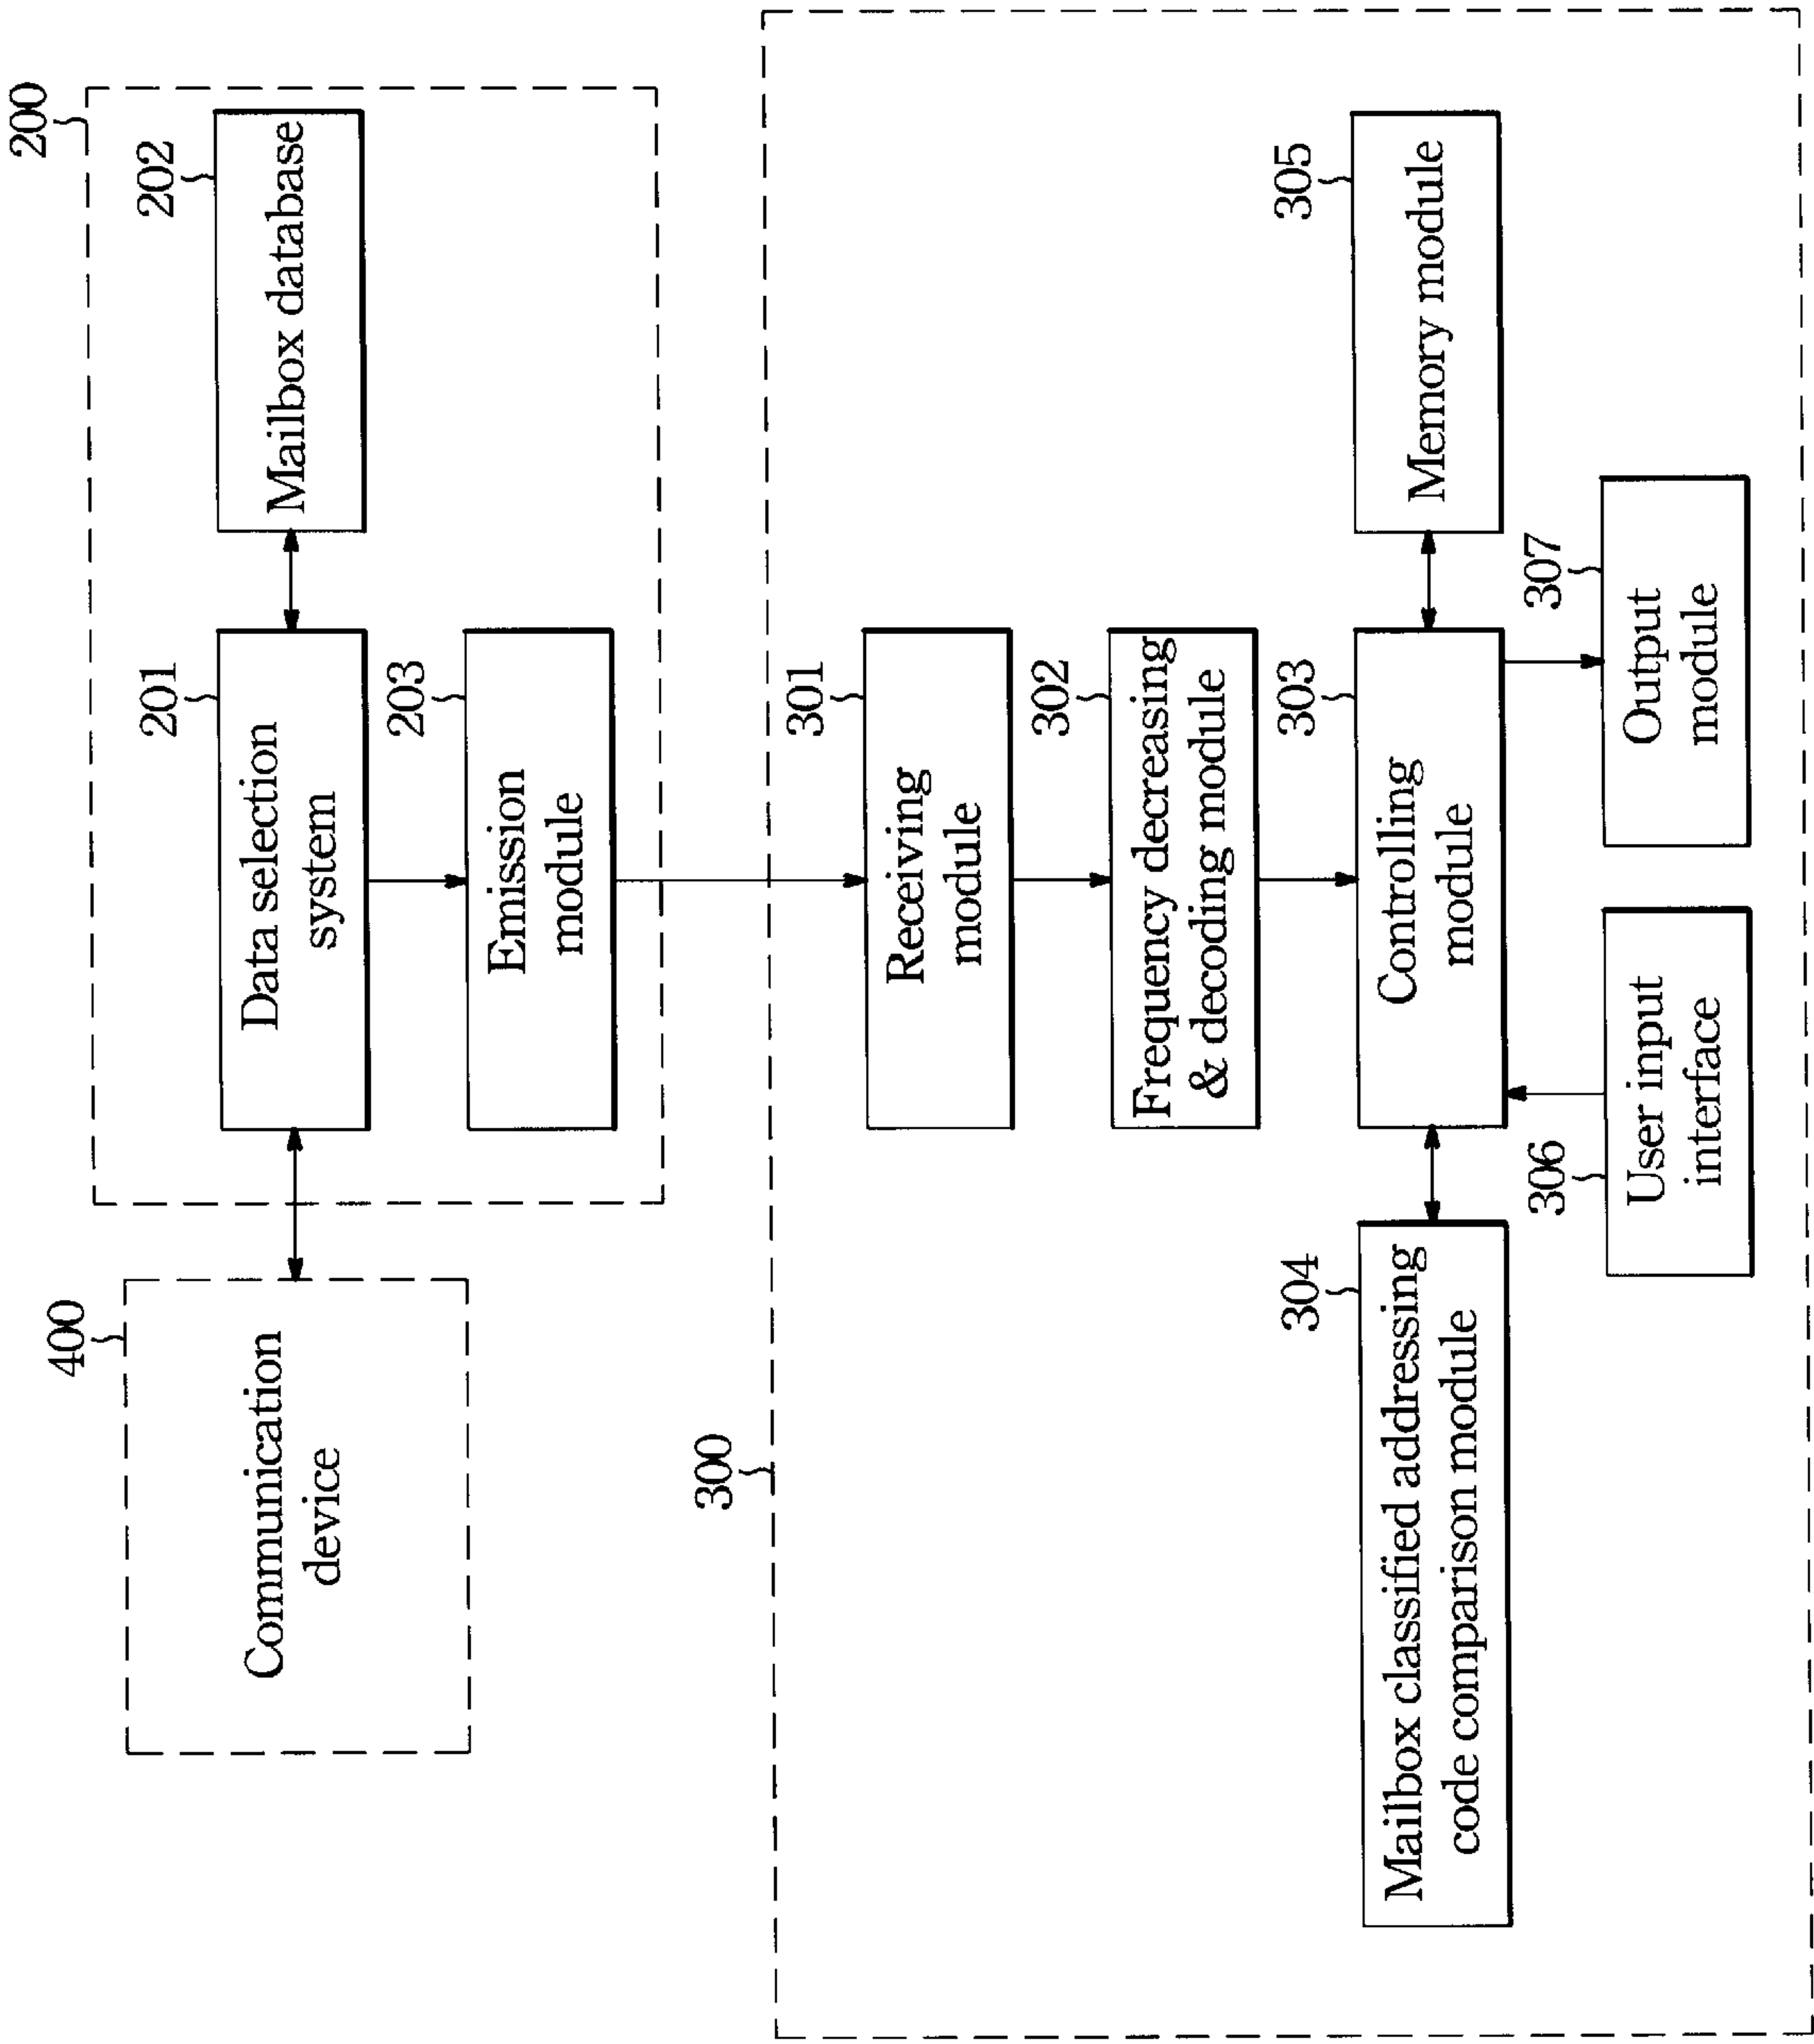 400
Communication
device
200
201
Data selection
system
202
Mailbox database
203
Emission
module
300
301
Receiving
module
302
Frequency decreasing
& decoding module
303
Controlling
module
304
Mailbox classified addressing
code comparison module
305
Memory module
306
User input
interface
307
Output
module